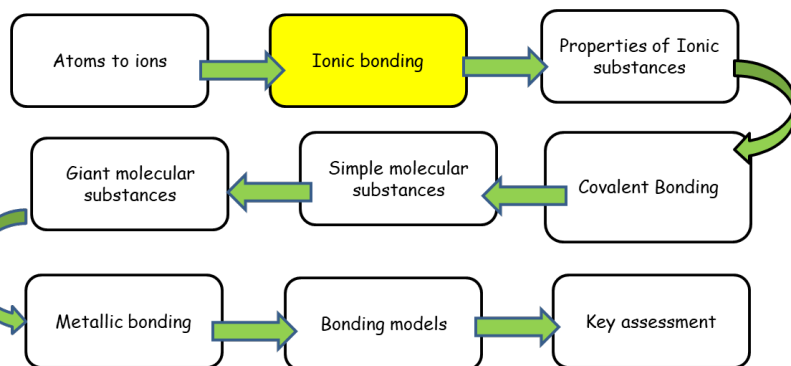 Atoms to ions
Ionic bonding
Properties of Ionic
substances
Covalent Bonding
Simple molecular
substances
Giant molecular
substances
Metallic bonding
Bonding models
Key assessment